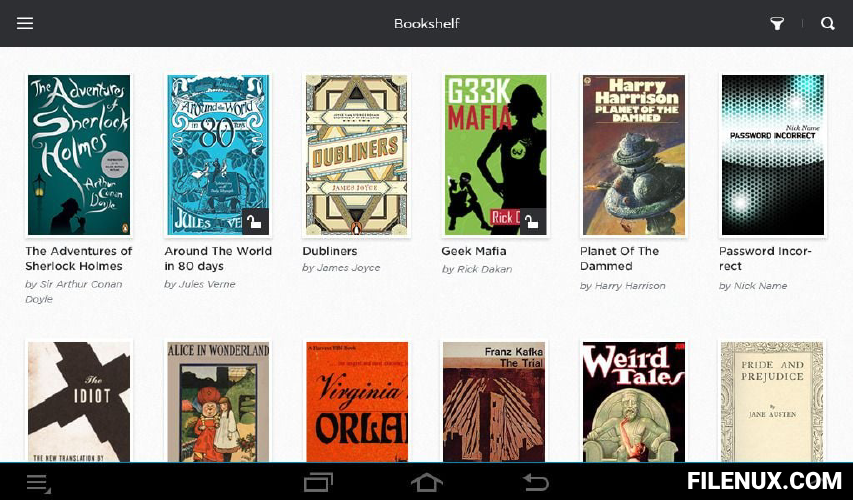 Bookshelf
The Adventures
of
Sherlock
Holmes
Arthur
Conan
Doyle
Around the World
in 80 DAYS
JULES VE
DUBLINERS
JAMES JOYCE
G33K
MAFIA
Rick D
Harry
Harrison
PLANET OF THE
DAMNED
Nick Name
PASSWORD INCORRECT
The Adventures of
Sherlock Holmes
by Sir Arthur Conan
Doyle
Around The World
in 80 days
by Jules Verne
Dubliners
by James Joyce
Geek Mafia
by Rick Dakan
Planet Of The
Dammed
by Harry Harrison
Password Incor-
rect
by Nick Name
The
IDIOT
THE NEW TRANSLATION BY
ALICE IN WONDERLAND
Virginia
ORLA
Franz Kafka
The Trial
Weird
Tales
PRIDE AND
PREJUDICE
By
JANE AUSTEN
FILENUX.COM